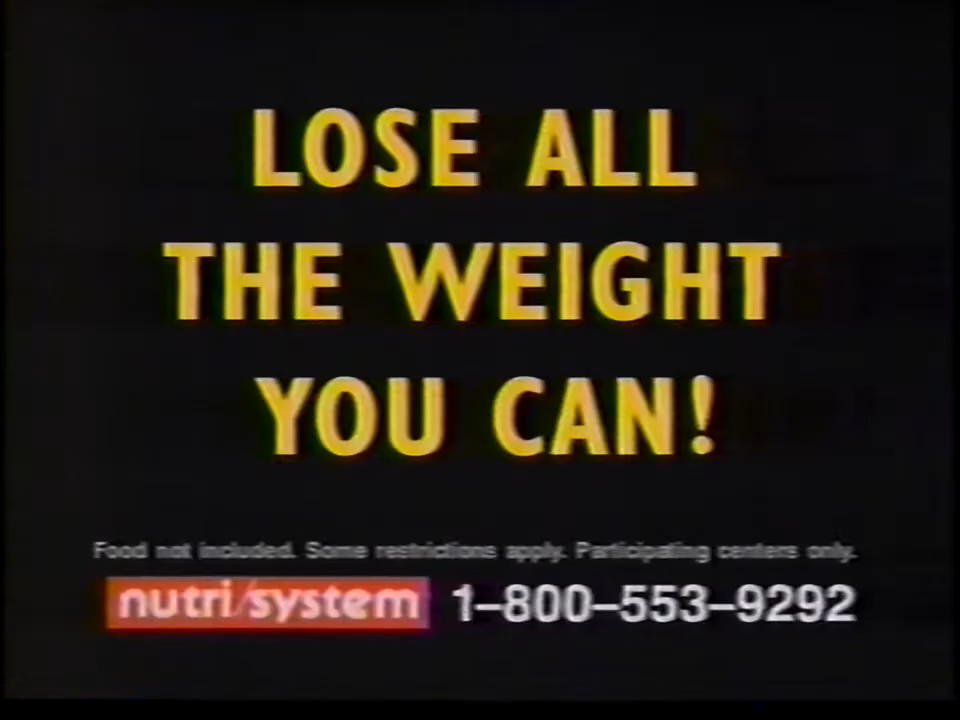 LOSE ALL
THE WEIGHT
YOU CAN!
Food not included. Some restrictions apply. Participating centers only.
nutri/system 1-800-553-9292